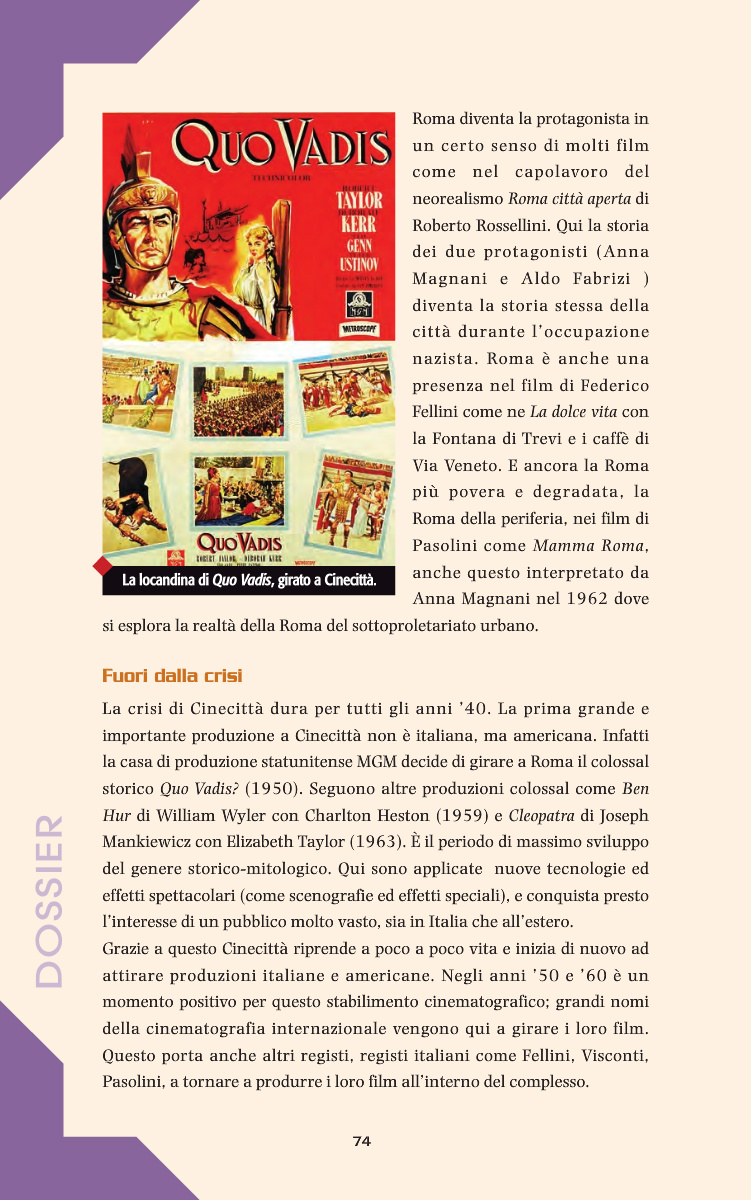 QUO VADIS
TECHNICOLOR
ROBERT
TAYLOR
DEBORAH
KERR
LEO
GENN
USTINOV
METROSCOPE
QUO VADIS
ROBERT TAYLOR - DEBORAH KERR
La locandina di Quo Vadis, girato a Cinecittà.
Roma diventa la protagonista in
un certo senso di molti film
come nel capolavoro del
neorealismo Roma città aperta di
Roberto Rossellini. Qui la storia
dei due protagonisti (Anna
Magnani e Aldo Fabrizi )
diventa la storia stessa della
città durante l’occupazione
nazista. Roma è anche una
presenza nel film di Federico
Fellini come ne La dolce vita con
la Fontana di Trevi e i caffè di
Via Veneto. E ancora la Roma
più povera e degradata, la
Roma della periferia, nei film di
Pasolini come Mamma Roma,
anche questo interpretato da
Anna Magnani nel 1962 dove
si esplora la realtà della Roma del sottoproletariato urbano.
Fuori dalla crisi
La crisi di Cinecittà dura per tutti gli anni ’40. La prima grande e
importante produzione a Cinecittà non è italiana, ma americana. Infatti
la casa di produzione statunitense MGM decide di girare a Roma il colossal
storico Quo Vadis? (1950). Seguono altre produzioni colossal come Ben
Hur di William Wyler con Charlton Heston (1959) e Cleopatra di Joseph
Mankiewicz con Elizabeth Taylor (1963). È il periodo di massimo sviluppo
del genere storico-mitologico. Qui sono applicate nuove tecnologie ed
effetti spettacolari (come scenografie ed effetti speciali), e conquista presto
l’interesse di un pubblico molto vasto, sia in Italia che all’estero.
Grazie a questo Cinecittà riprende a poco a poco vita e inizia di nuovo ad
attirare produzioni italiane e americane. Negli anni ’50 e ’60 è un
momento positivo per questo stabilimento cinematografico; grandi nomi
della cinematografia internazionale vengono qui a girare i loro film.
Questo porta anche altri registi, registi italiani come Fellini, Visconti,
Pasolini, a tornare a produrre i loro film all’interno del complesso.
DOSSIER
74